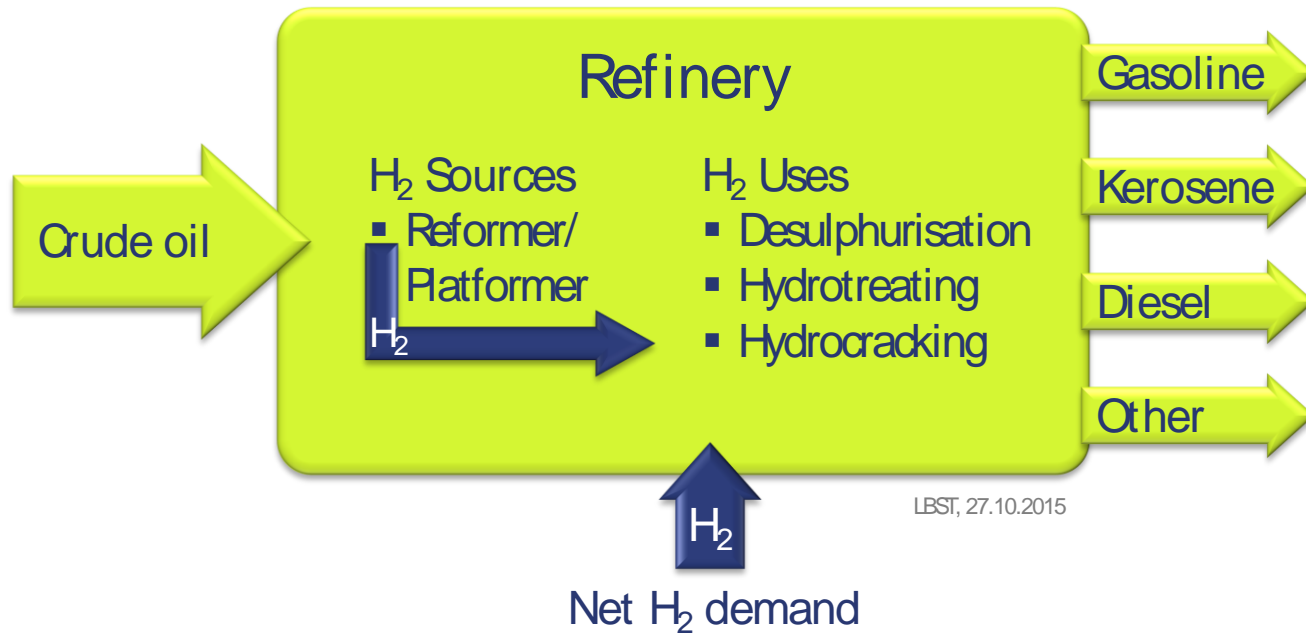 Refinery
Crude oil
H₂ Sources
▪ Reformer/
Platformer
H₂
H₂ Uses
▪ Desulphurisation
▪ Hydrotreating
▪ Hydrocracking
Gasoline
Kerosene
Diesel
Other
H₂
LBST, 27.10.2015
Net H₂ demand